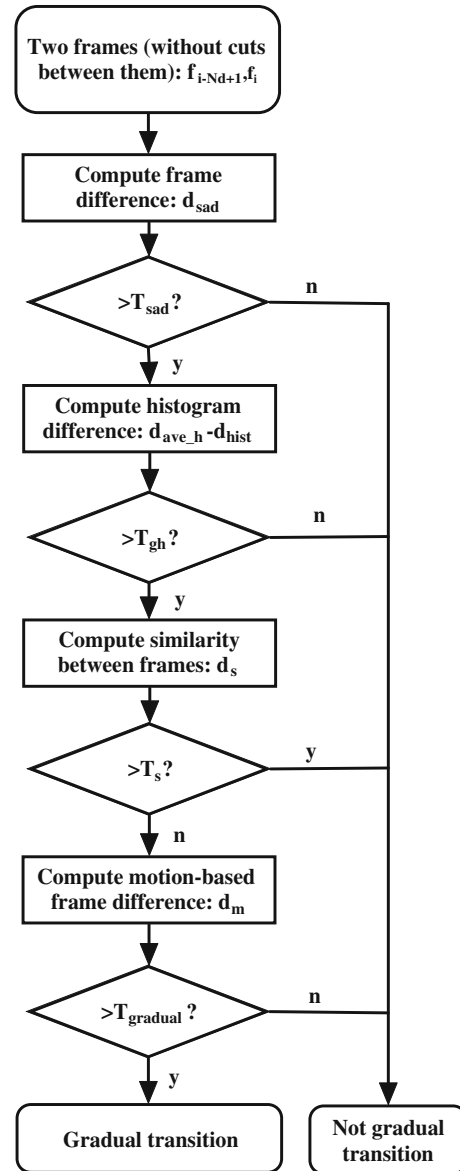 Two frames (without cuts
between them): f i-Nd+1,fi
Compute frame
difference: dsad
>Tsad?
n
y
Compute histogram
difference: dave_h-dhist
>Tgh?
n
y
Compute similarity
between frames: ds
>Ts?
y
n
Compute motion-based
frame difference: dm
>Tgradual?
n
y
Gradual transition
Not gradual
transition